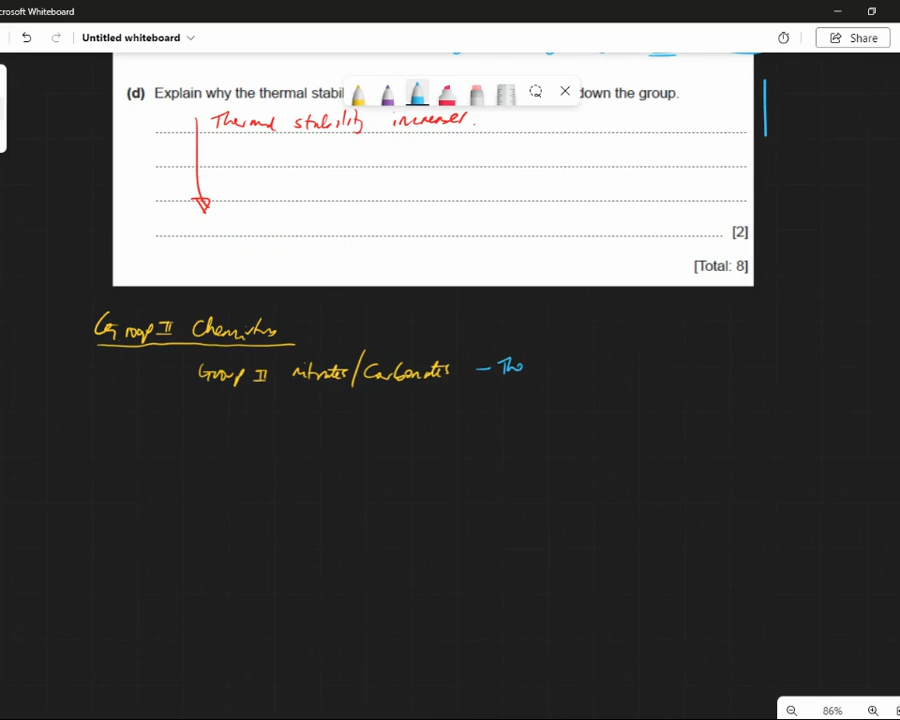 crosoft Whiteboard
Untitled whiteboard
Share
(d) Explain why the thermal stabil down the group.
Thermal stability increases.
[2]
[Total: 8]
Group II Chemistry
Group II nitrates/Carbonates - The
86%